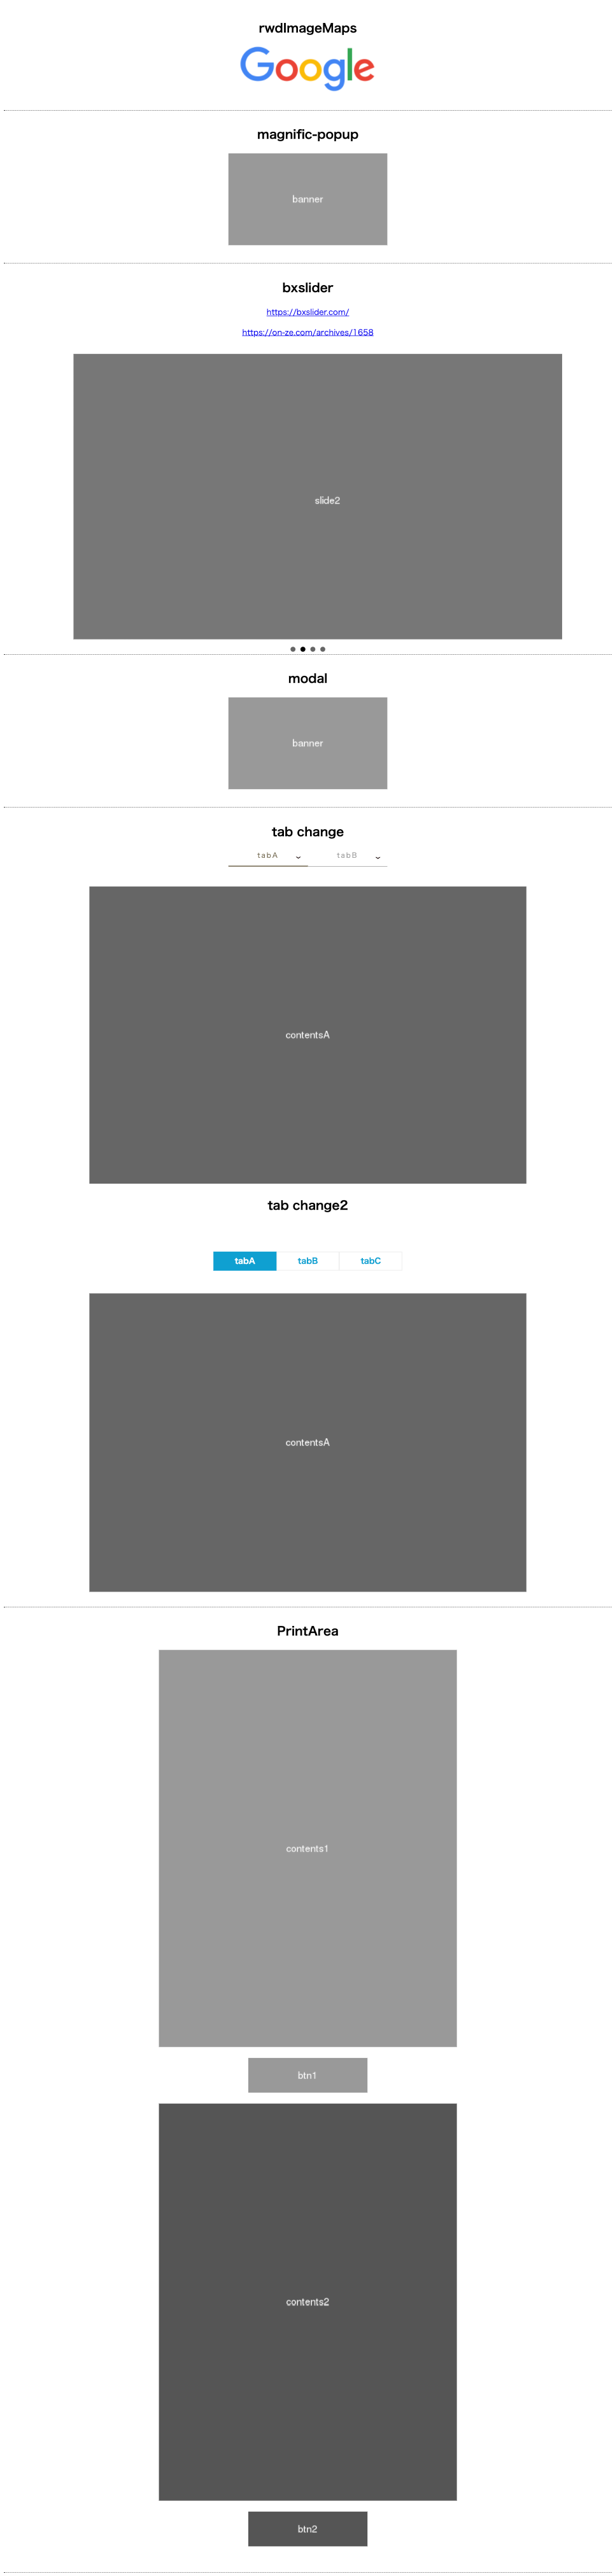 rwdImageMaps
Google
magnific-popup
banner
bxslider
https://bxslider.com/
https://on-ze.com/archives/1658
slide2
modal
banner
tab change
tabA tabB
contentsA
tab change2
tabA tabB tabC
contentsA
PrintArea
contents1
btn1
contents2
btn2